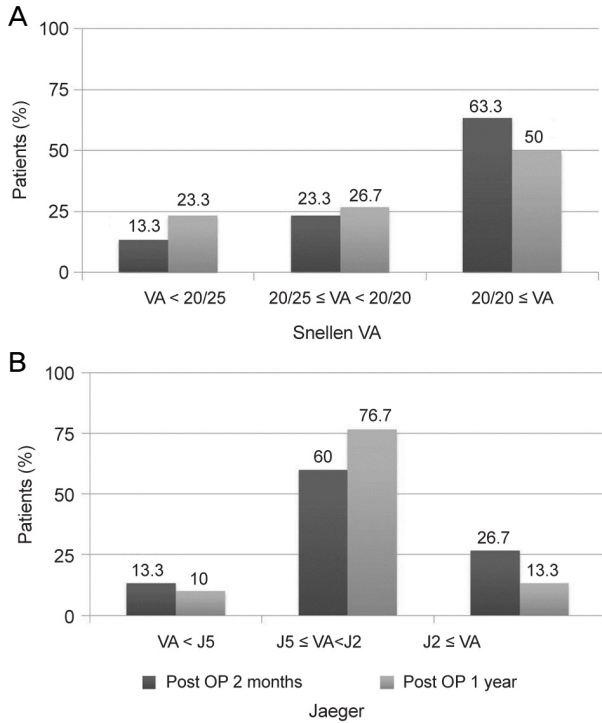 A
100
75
50
25
0
Patients (%)
13.3
23.3
23.3
26.7
63.3
50
VA < 20/25
20/25 ≤ VA < 20/20
20/20 ≤ VA
Snellen VA
B
100
75
50
25
0
Patients (%)
13.3
10
60
76.7
26.7
13.3
VA < J5
J5 ≤ VA<J2
J2 ≤ VA
Post OP 2 months
Post OP 1 year
Jaeger